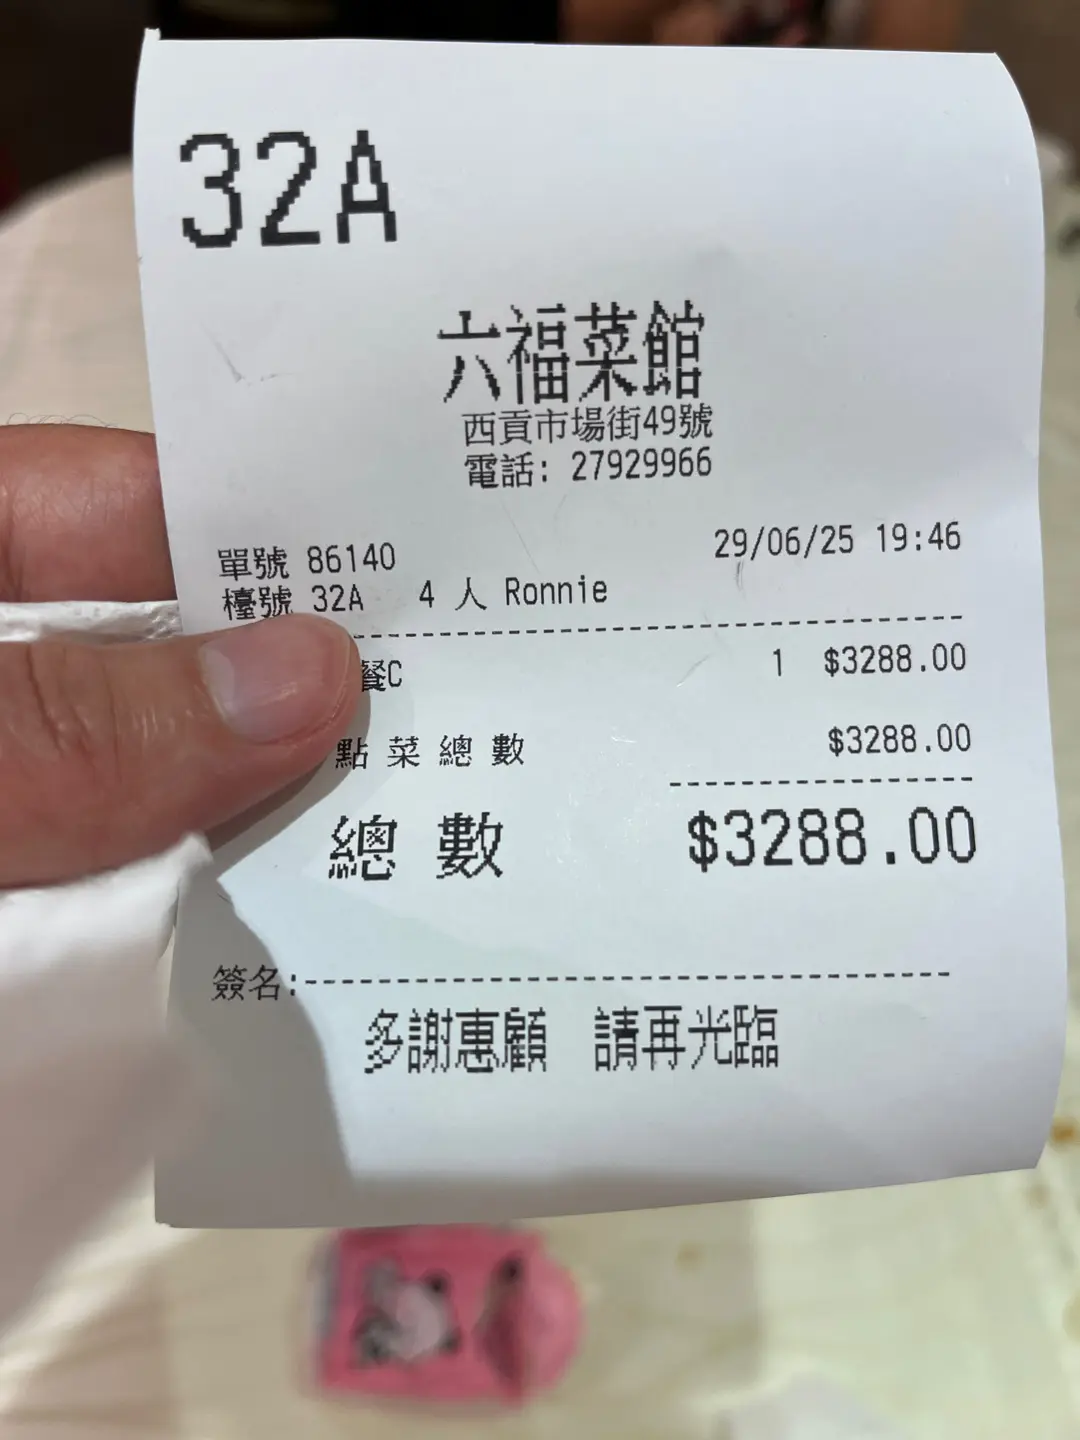 32A
六福菜館
西貢市場街49號
電話: 27929966
單號 86140 29/06/25 19:46
檯號 32A 4 人 Ronnie
餐C 1 $3288.00
點菜總數 $3288.00
總數 $3288.00
簽名:
多謝惠顧 請再光臨